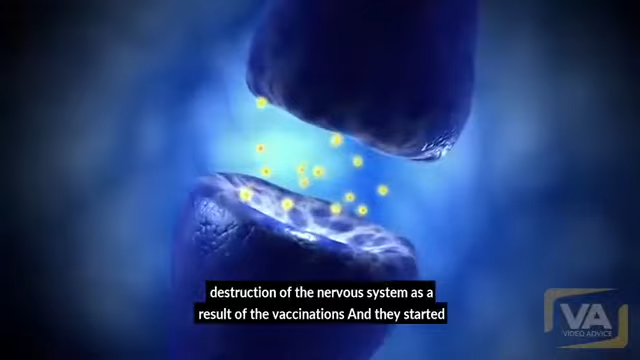 destruction of the nervous system as a
result of the vaccinations And they started
VA
VIDEO ADVICE